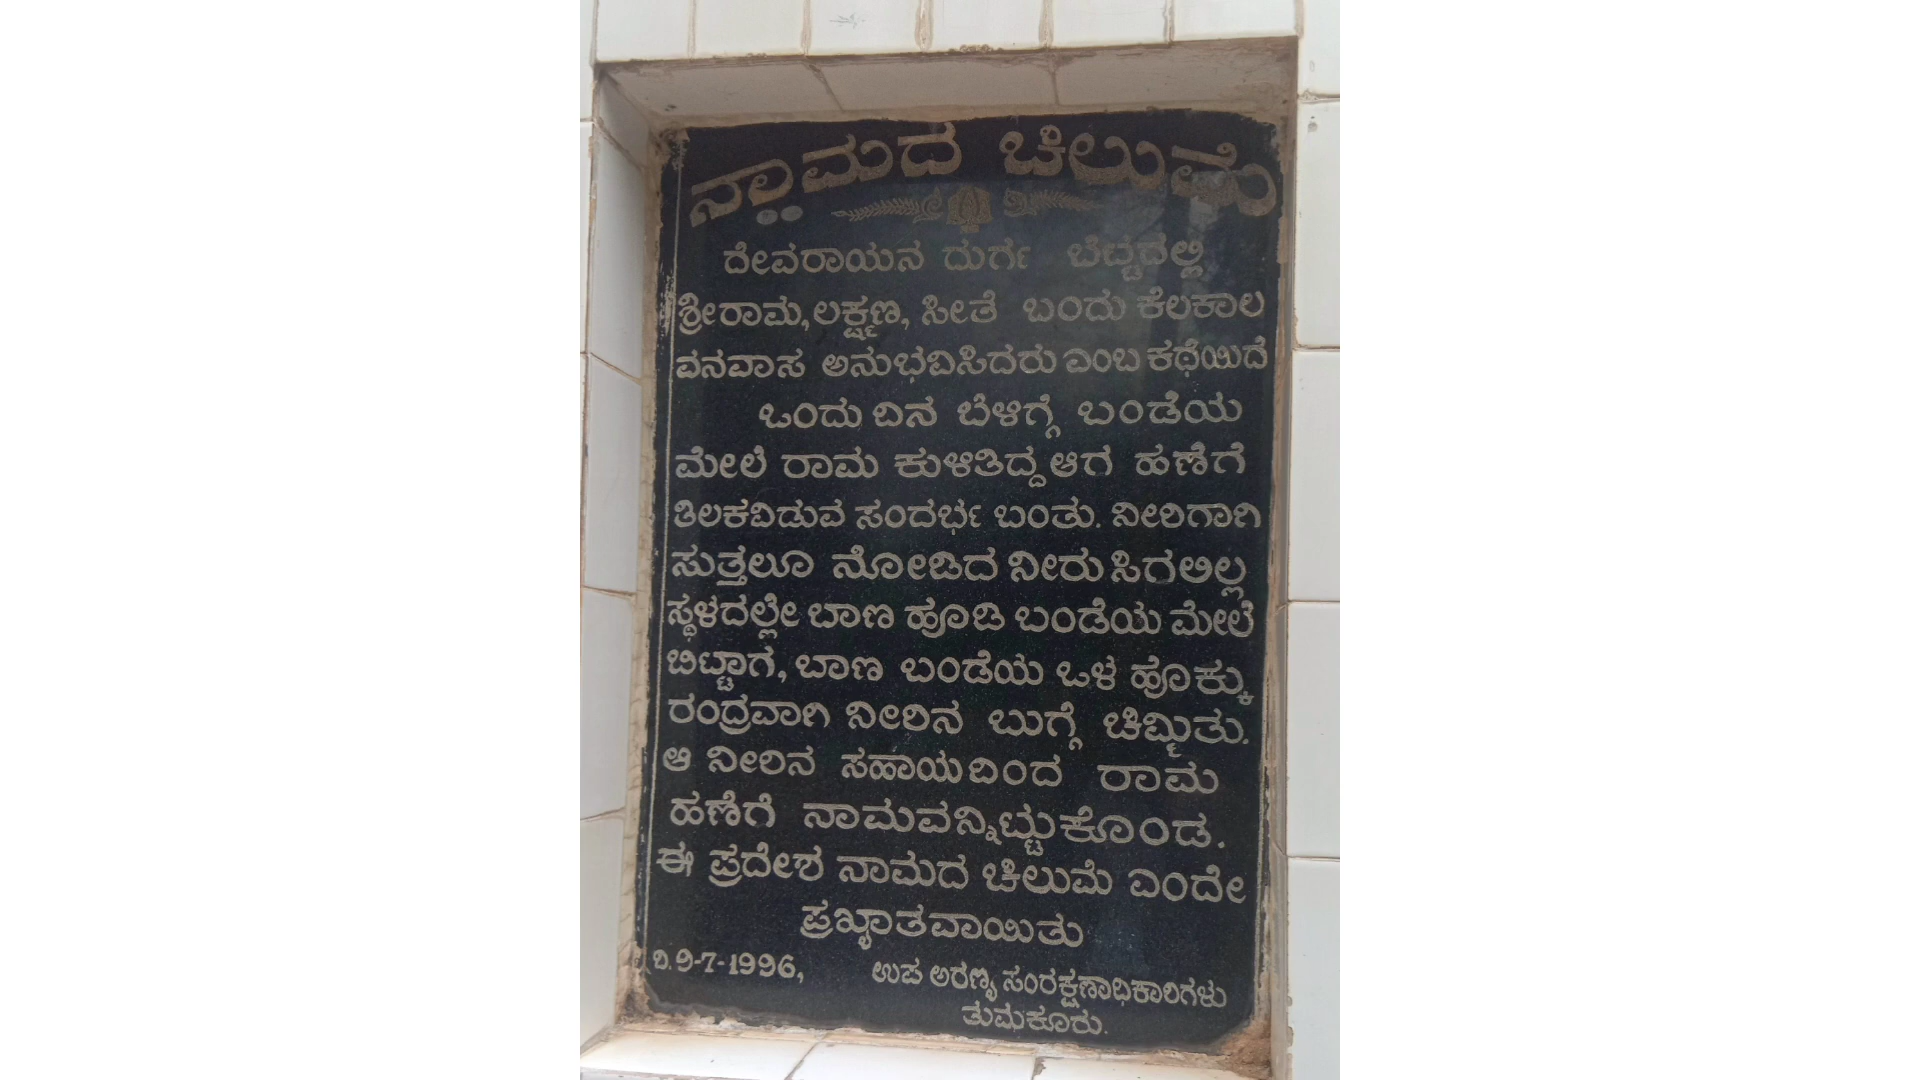 ನಾಮದ ಚಿಲುಮೆ
ದೇವರಾಯನ ದುರ್ಗ ಬೆಟ್ಟದಲ್ಲಿ
ಶ್ರೀರಾಮ, ಲಕ್ಷ್ಮಣ, ಸೀತೆ ಬಂದು ಕೆಲಕಾಲ
ವನವಾಸ ಅನುಭವಿಸಿದರು ಎಂಬ ಕಥೆಯಿದೆ
ಒಂದು ದಿನ ಬೆಳಿಗ್ಗೆ ಬಂಡೆಯ
ಮೇಲೆ ರಾಮ ಕುಳಿತಿದ್ದ ಆಗ ಹಣೆಗೆ
ತಿಲಕವಿಡುವ ಸಂದರ್ಭ ಬಂತು. ನೀರಿಗಾಗಿ
ಸುತ್ತಲೂ ನೋಡಿದ ನೀರು ಸಿಗಲಿಲ್ಲ
ಸ್ಥಳದಲ್ಲೇ ಬಾಣ ಹೂಡಿ ಬಂಡೆಯ ಮೇಲೆ
ಬಿಟ್ಟಾಗ, ಬಾಣ ಬಂಡೆಯ ಒಳ ಹೊಕ್ಕು
ರಂದ್ರವಾಗಿ ನೀರಿನ ಬುಗ್ಗೆ ಚಿಮ್ಮಿತು.
ಆ ನೀರಿನ ಸಹಾಯದಿಂದ ರಾಮ
ಹಣೆಗೆ ನಾಮವನ್ನಿಟ್ಟುಕೊಂಡ.
ಈ ಪ್ರದೇಶ ನಾಮದ ಚಿಲುಮೆ ಎಂದೇ
ಪ್ರಖ್ಯಾತವಾಯಿತು
ದಿ. 9-7-1996,
ಉಪ ಅರಣ್ಯ ಸಂರಕ್ಷಣಾಧಿಕಾರಿಗಳು
ತುಮಕೂರು.